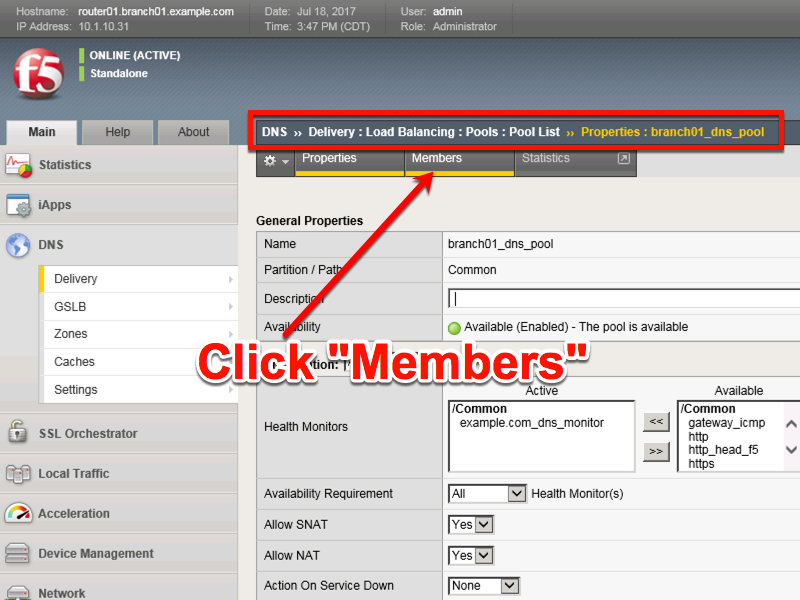 Hostname: router01.branch01.example.com Date: Jul 18, 2017 User: admin
IP Address: 10.1.10.31 Time: 3:47 PM (CDT) Role: Administrator
f5
ONLINE (ACTIVE)
Standalone
Main Help About
DNS ›› Delivery : Load Balancing : Pools : Pool List ›› Properties : branch01_dns_pool
Properties Members Statistics
Statistics
iApps
DNS
Delivery
GSLB
Zones
Caches
Settings
SSL Orchestrator
Local Traffic
Acceleration
Device Management
Network
General Properties
Name branch01_dns_pool
Partition / Path Common
Description
Availability Available (Enabled) - The pool is available
Click "Members"
Active Available
Health Monitors
/Common
example.com_dns_monitor
<<
>>
/Common
gateway_icmp
http
http_head_f5
https
Availability Requirement All Health Monitor(s)
Allow SNAT Yes
Allow NAT Yes
Action On Service Down None